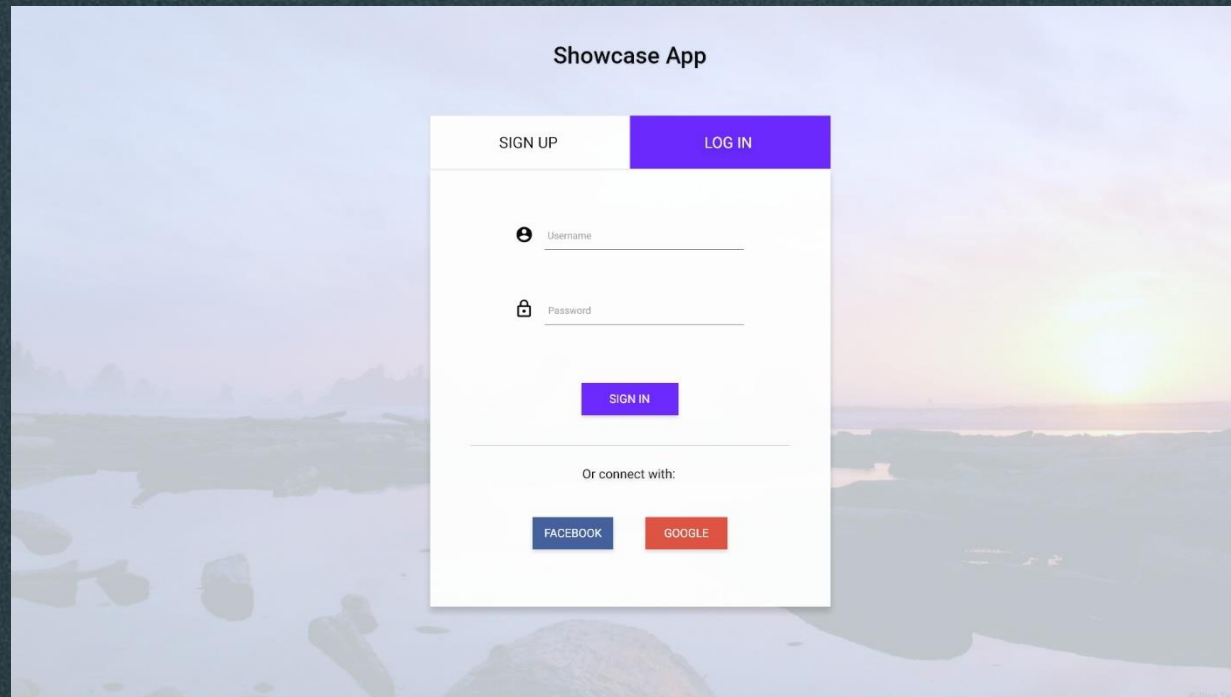 Showcase App
SIGN UP LOG IN
Username
Password
SIGN IN
Or connect with:
FACEBOOK GOOGLE